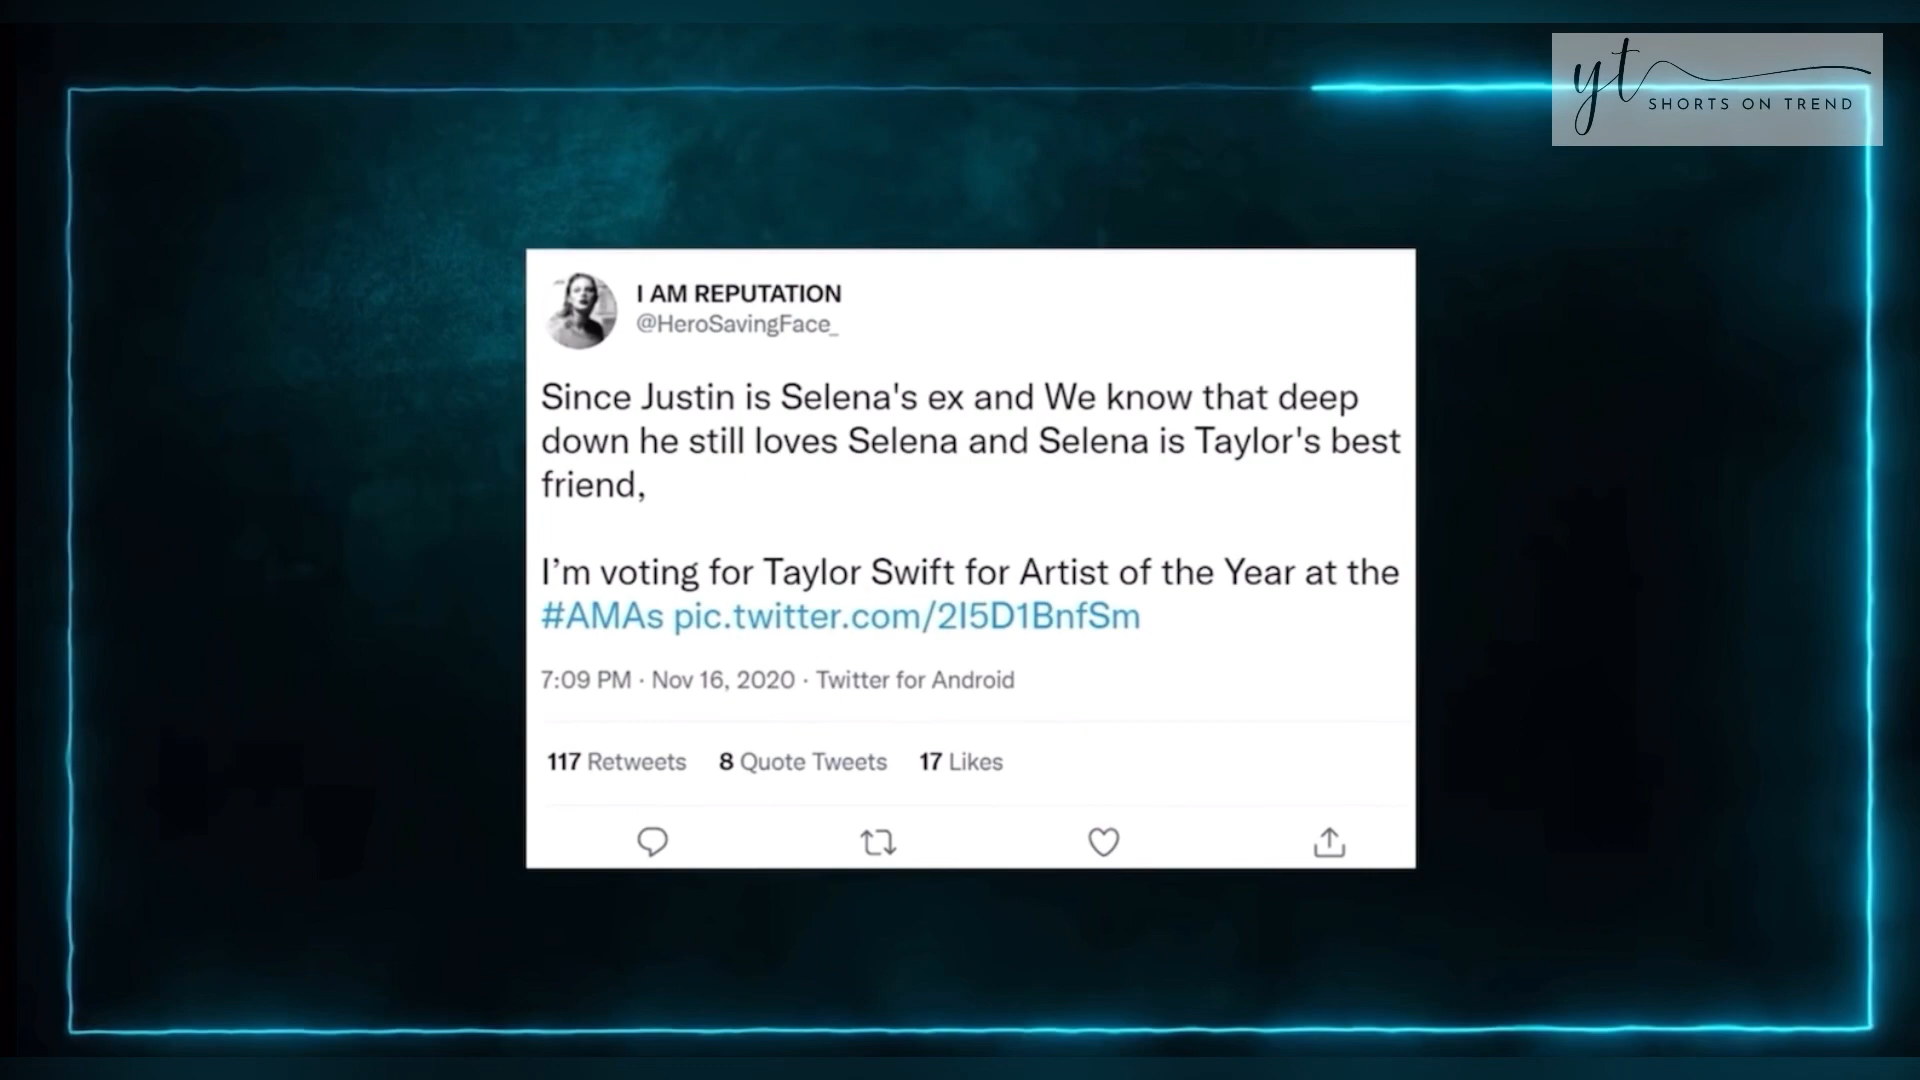 yt
SHORTS ON TREND
I AM REPUTATION
@HeroSavingFace_
Since Justin is Selena's ex and We know that deep
down he still loves Selena and Selena is Taylor's best
friend,
I’m voting for Taylor Swift for Artist of the Year at the
#AMAs pic.twitter.com/2I5D1BnfSm
7:09 PM · Nov 16, 2020 · Twitter for Android
117 Retweets 8 Quote Tweets 17 Likes